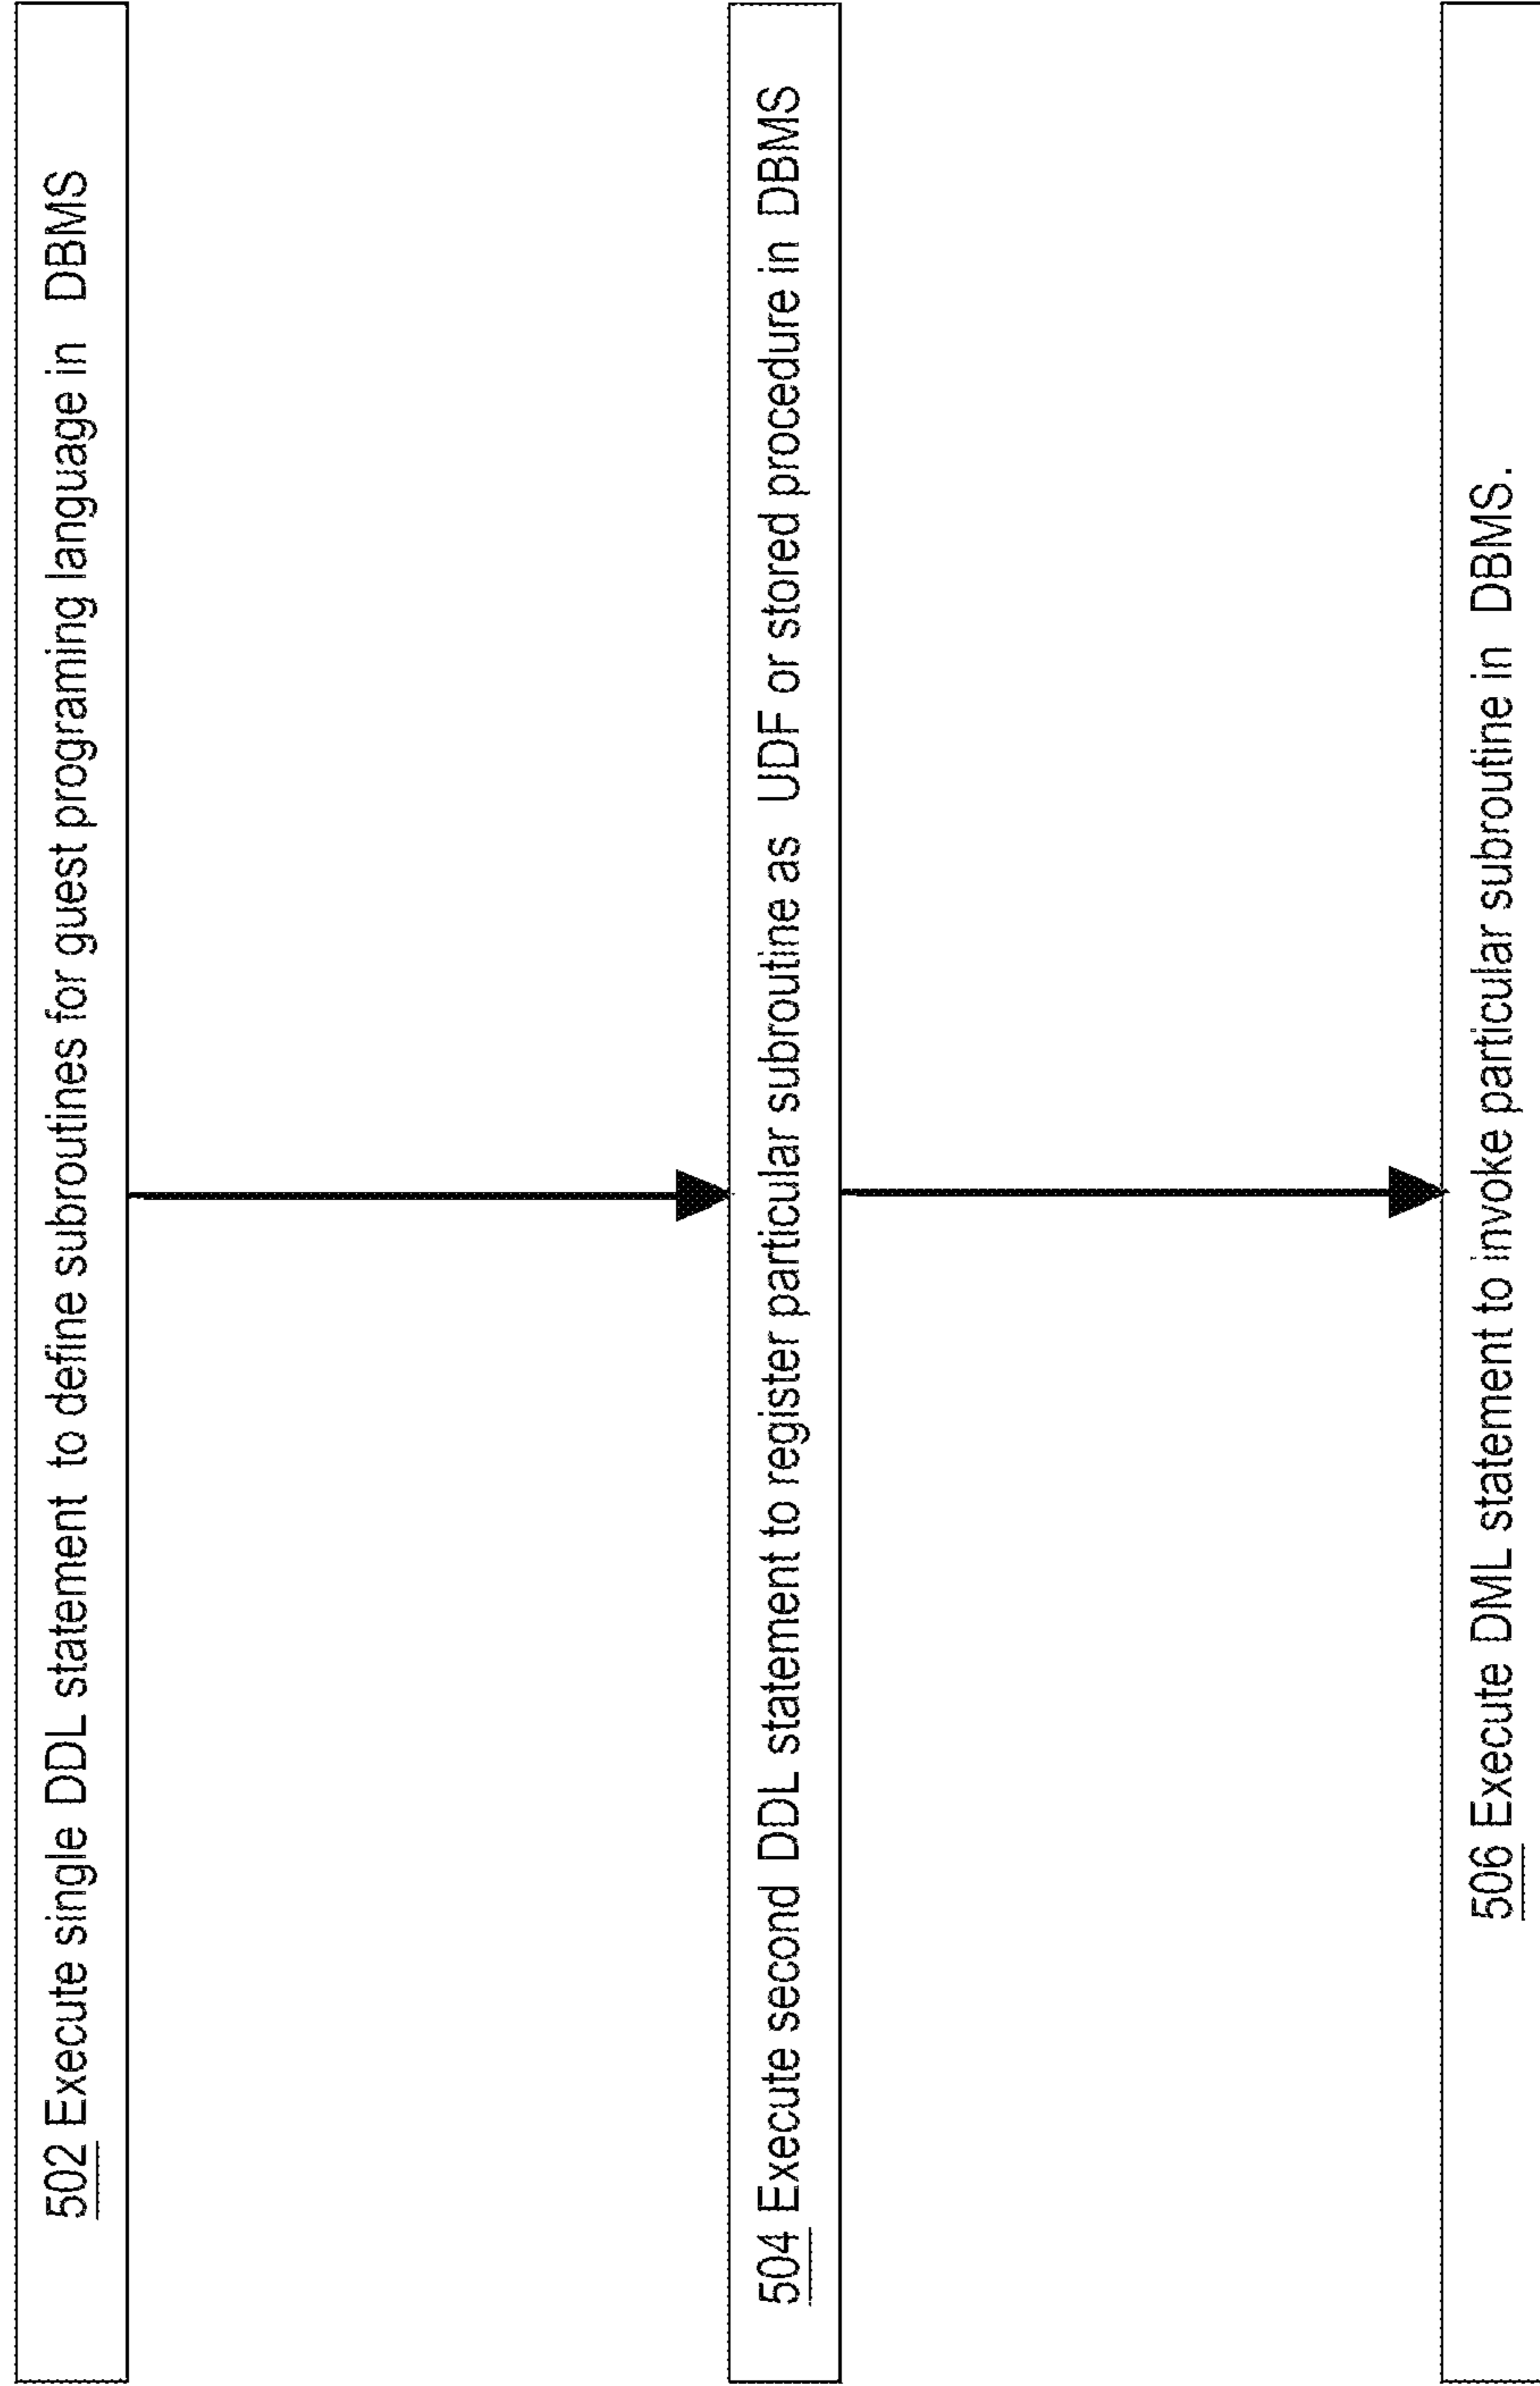 502 Execute single DDL statement to define subroutines for guest programing language in DBMS
504 Execute second DDL statement to register particular subroutine as UDF or stored procedure in DBMS
506 Execute DML statement to invoke particular subroutine in DBMS.